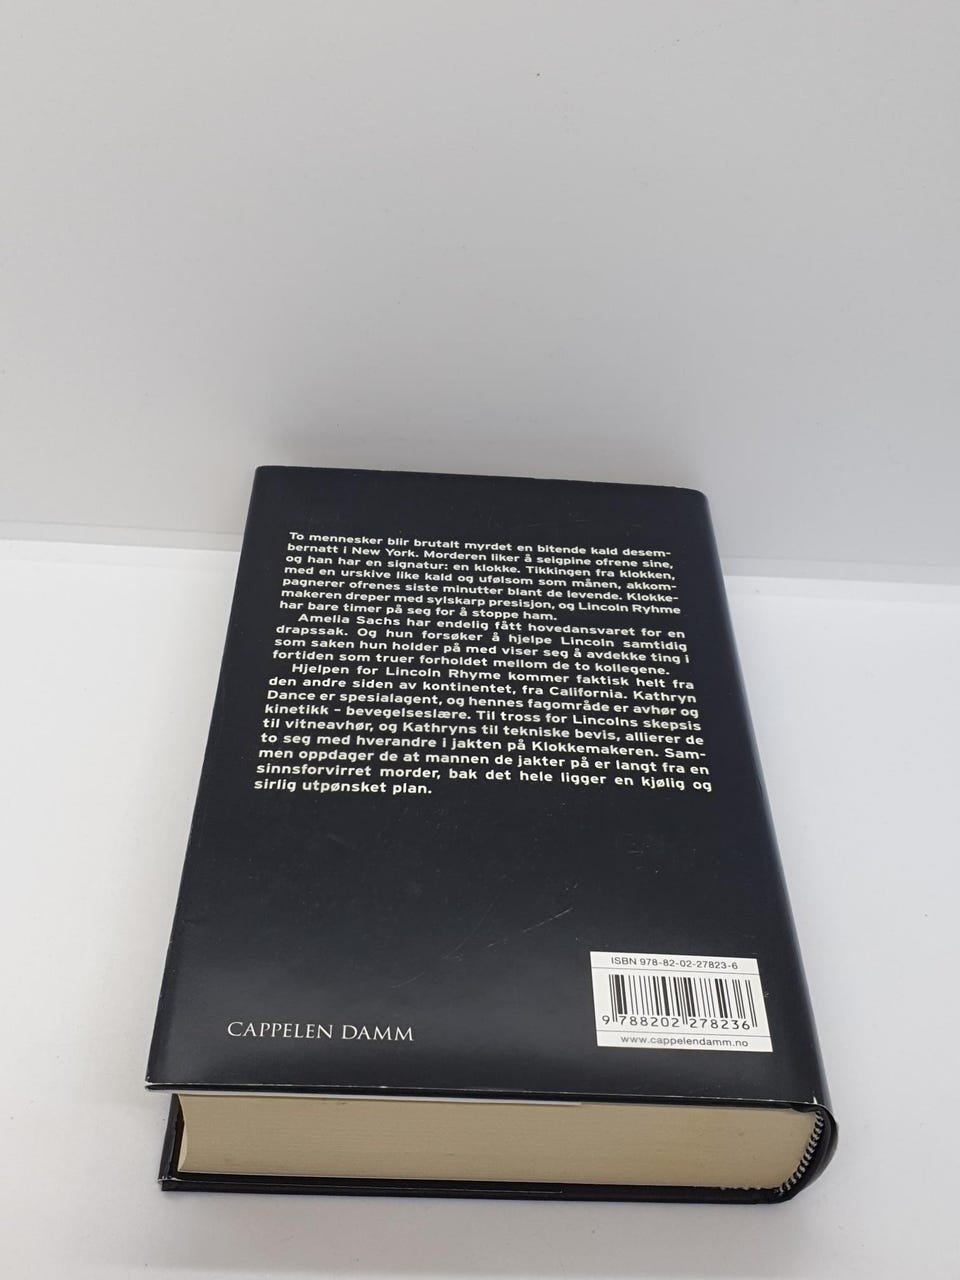 To mennesker blir brutalt myrdet en bitende kald desem-
bernatt i New York. Morderen liker å seigpine ofrene sine,
og han har en signatur: en klokke. Tikkingen fra klokken,
med en urskive like kald og ufølsom som månen, akkom-
pagnerer ofrenes siste minutter blant de levende. Klokke-
makeren dreper med sylskarp presisjon, og Lincoln Ryhme
har bare timer på seg for å stoppe ham.
Amelia Sachs har endelig fått hovedansvaret for en
drapssak. Og hun forsøker å hjelpe Lincoln samtidig
som saken hun holder på med viser seg å avdekke ting i
fortiden som truer forholdet mellom de to kollegene.
Hjelpen for Lincoln Rhyme kommer faktisk helt fra
den andre siden av kontinentet, fra California. Kathryn
Dance er spesialagent, og hennes fagområde er avhør og
kinetikk – bevegelseslære. Til tross for Lincolns skepsis
til vitneavhør, og Kathryns til tekniske bevis, allierer de
to seg med hverandre i jakten på Klokkemakeren. Sam-
men oppdager de at mannen de jakter på er langt fra en
sinnsforvirret morder, bak det hele ligger en kjølig og
sirlig utpønsket plan.
ISBN 978-82-02-27823-6
9 788202 278236
www.cappelendamm.no
CAPPELEN DAMM